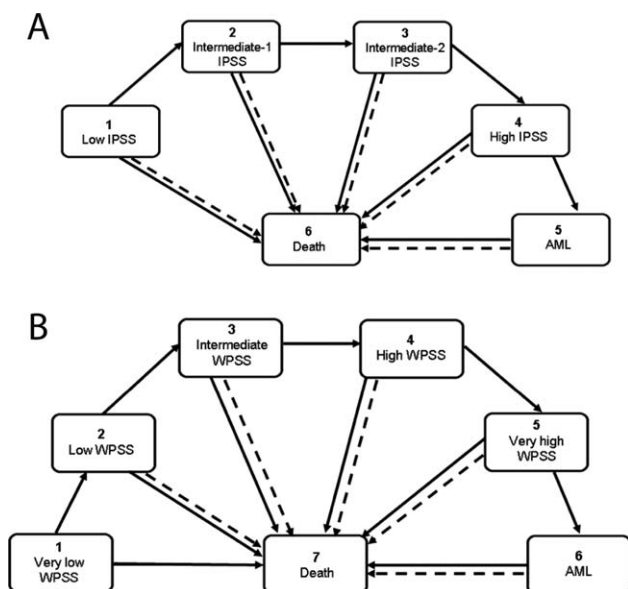 A
2
Intermediate-1
IPSS
3
Intermediate-2
IPSS
1
Low IPSS
4
High IPSS
6
Death
5
AML
B
3
Intermediate
WPSS
4
High WPSS
2
Low WPSS
5
Very high
WPSS
1
Very low
WPSS
7
Death
6
AML